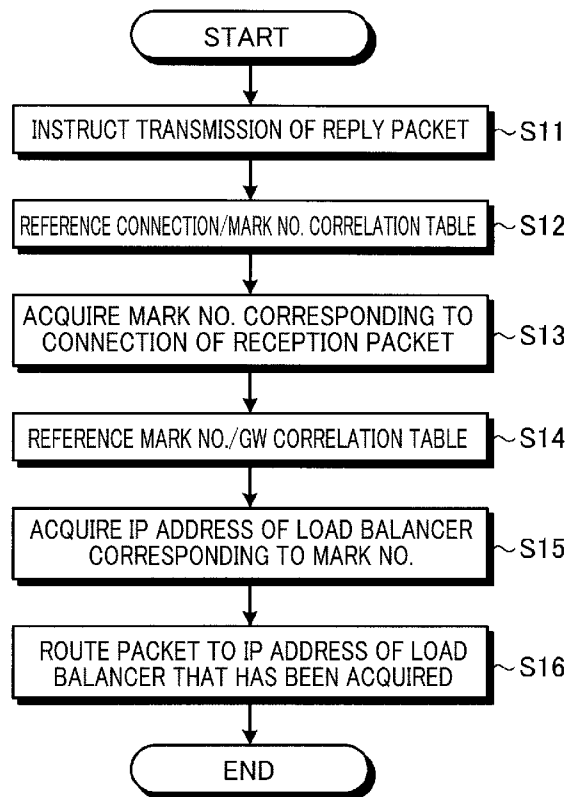 START
INSTRUCT TRANSMISSION OF REPLY PACKET
~S11
REFERENCE CONNECTION/MARK NO. CORRELATION TABLE
~S12
ACQUIRE MARK NO. CORRESPONDING TO
CONNECTION OF RECEPTION PACKET
~S13
REFERENCE MARK NO./GW CORRELATION TABLE
~S14
ACQUIRE IP ADDRESS OF LOAD BALANCER
CORRESPONDING TO MARK NO.
~S15
ROUTE PACKET TO IP ADDRESS OF LOAD
BALANCER THAT HAS BEEN ACQUIRED
~S16
END